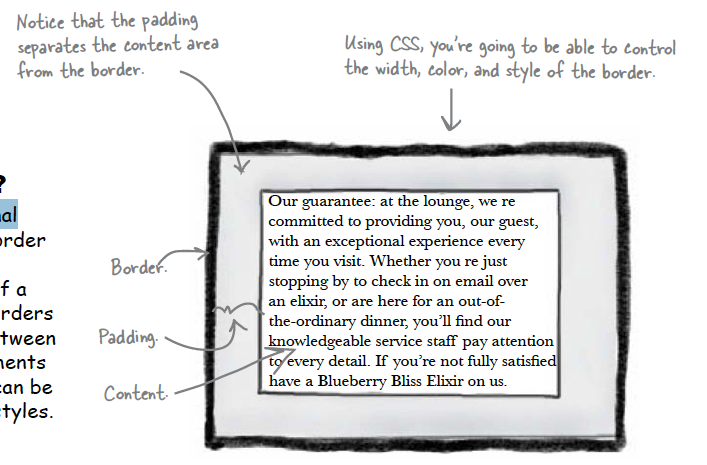 Notice that the padding
separates the content area
from the border.
Using CSS, you're going to be able to control
the width, color, and style of the border.
?
nal
order
f a
rders
tween
ments
can be
styles.
Border.
Padding.
Content.
Our guarantee: at the lounge, we re
committed to providing you, our guest,
with an exceptional experience every
time you visit. Whether you re just
stopping by to check in on email over
an elixir, or are here for an out-of-
the-ordinary dinner, you'll find our
knowledgeable service staff pay attention
to every detail. If you're not fully satisfied
have a Blueberry Bliss Elixir on us.